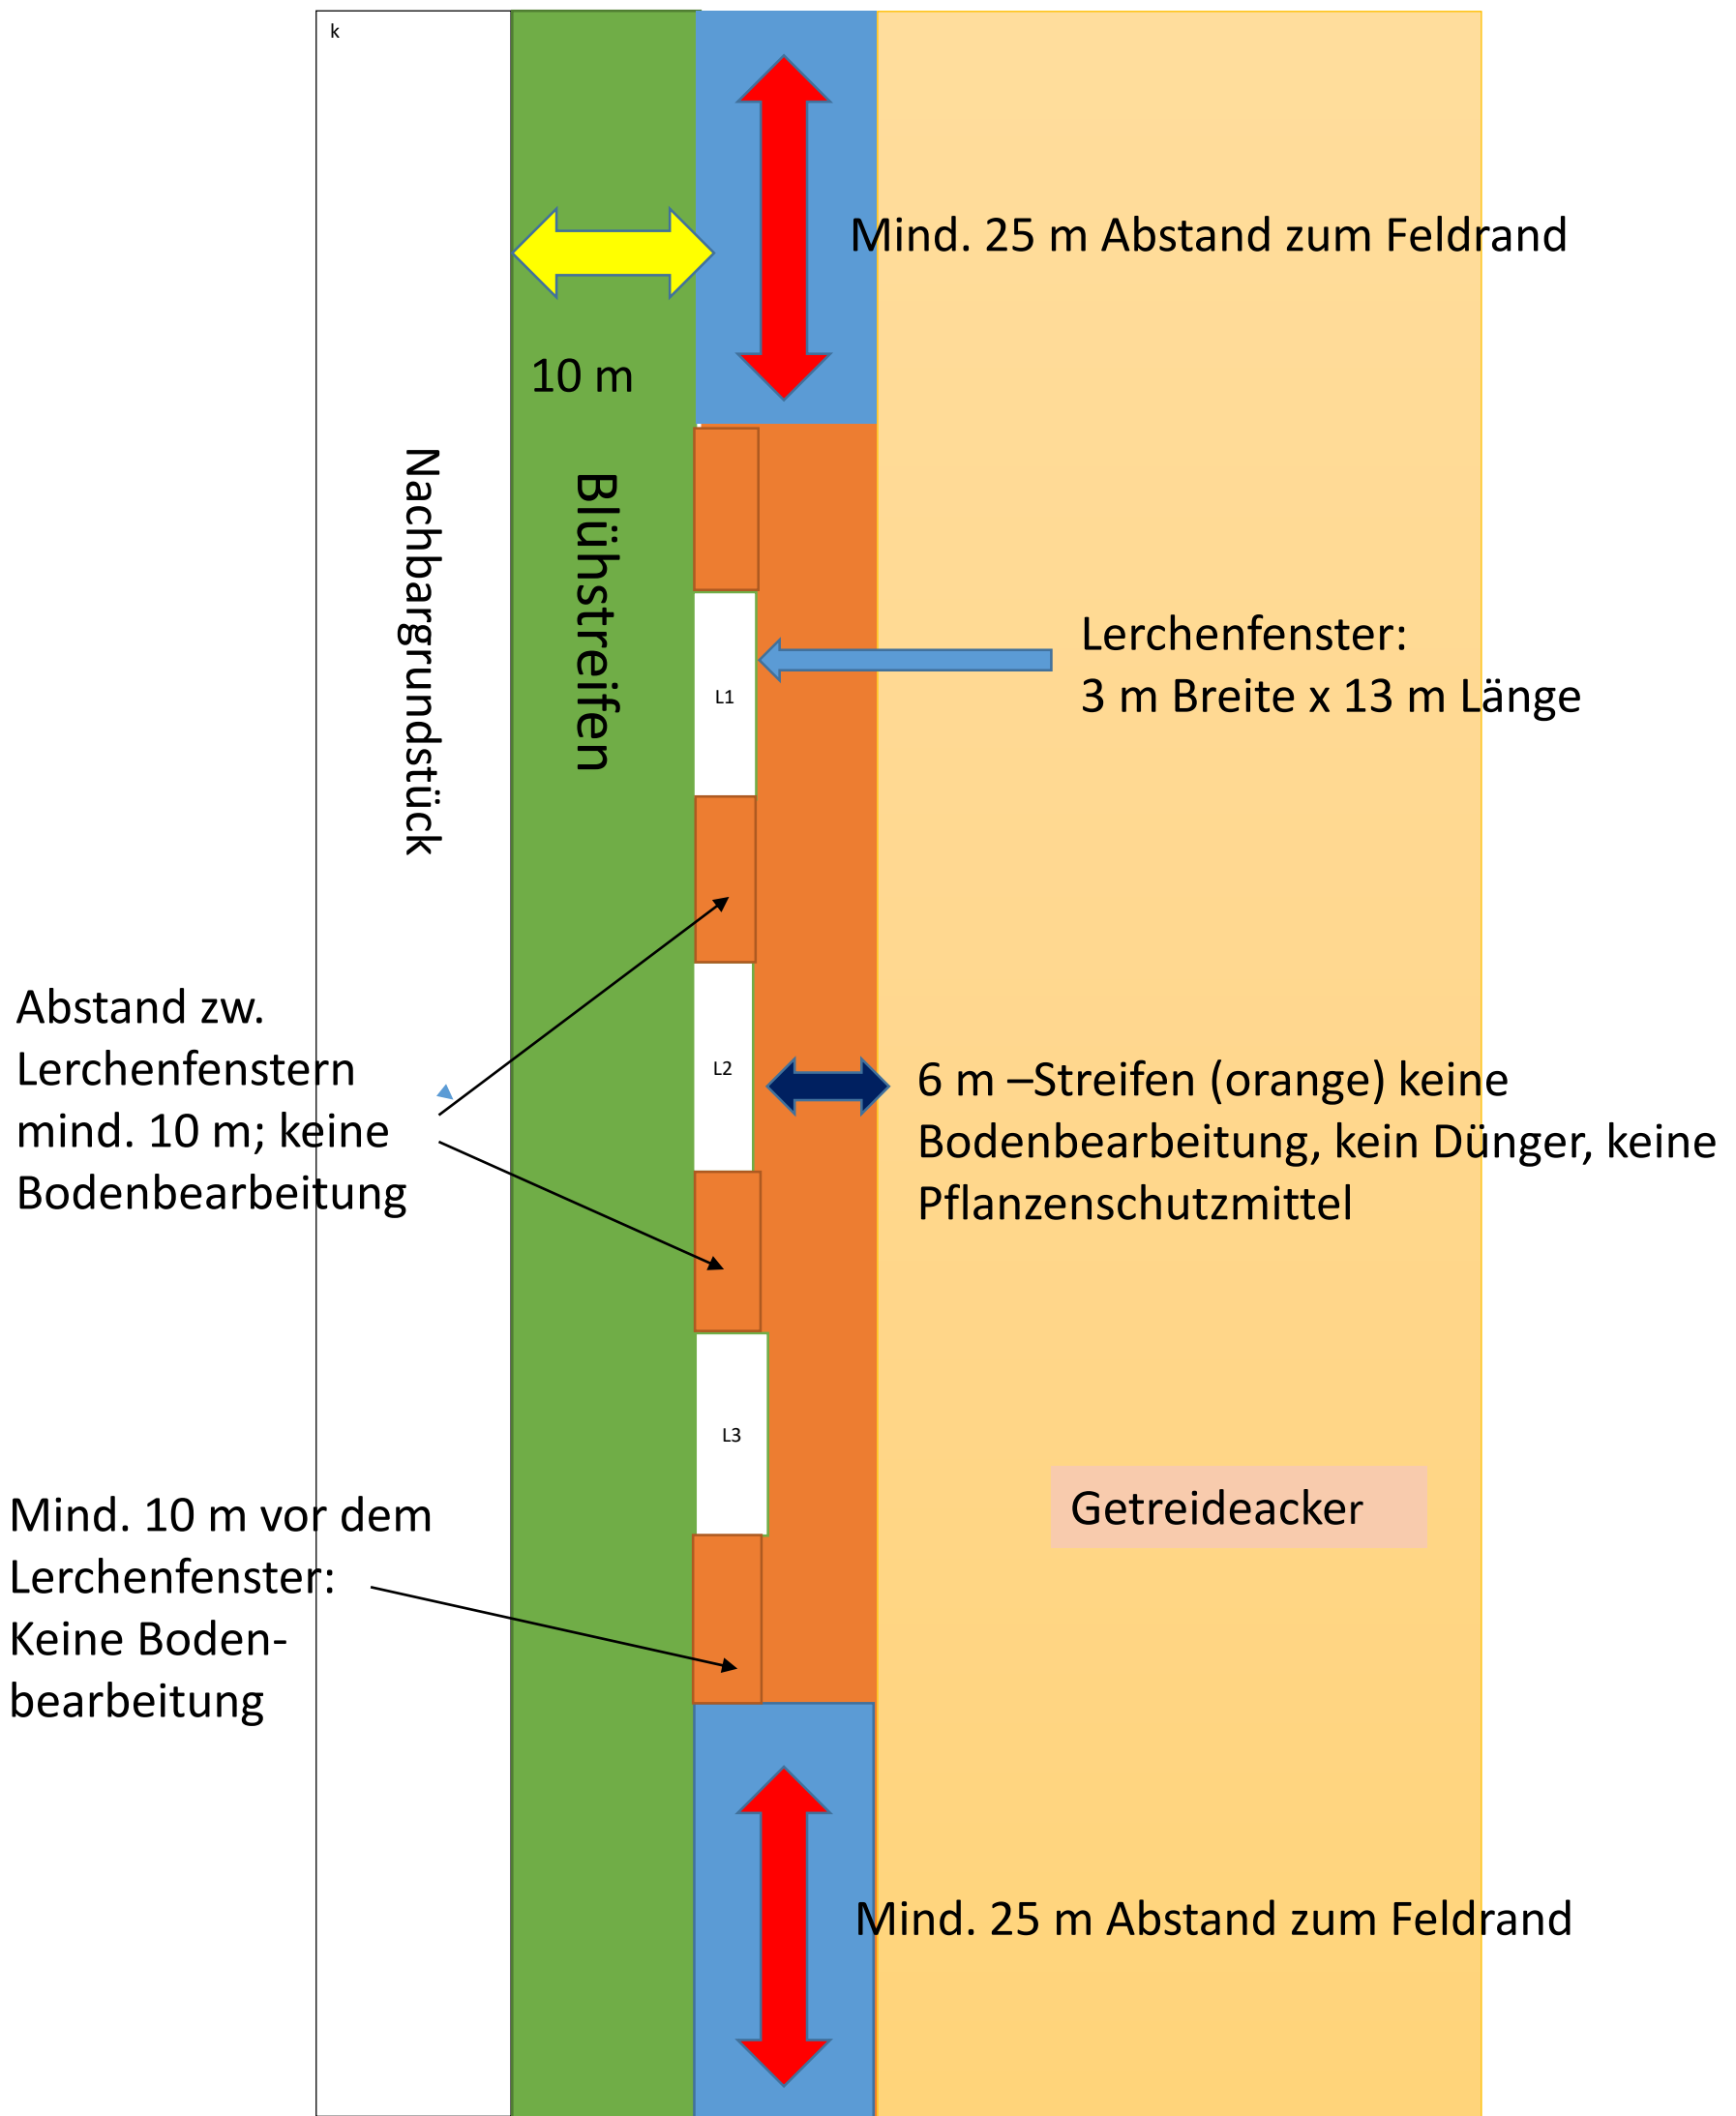 k
Mind. 25 m Abstand zum Feldrand
10 m
Nachbargrundstück
Blühstreifen
Lerchenfenster:
3 m Breite x 13 m Länge
L1
Abstand zw.
Lerchenfenstern
mind. 10 m; keine
Bodenbearbeitung
L2
6 m –Streifen (orange) keine
Bodenbearbeitung, kein Dünger, keine
Pflanzenschutzmittel
L3
Getreideacker
Mind. 10 m vor dem
Lerchenfenster:
Keine Boden-
bearbeitung
Mind. 25 m Abstand zum Feldrand